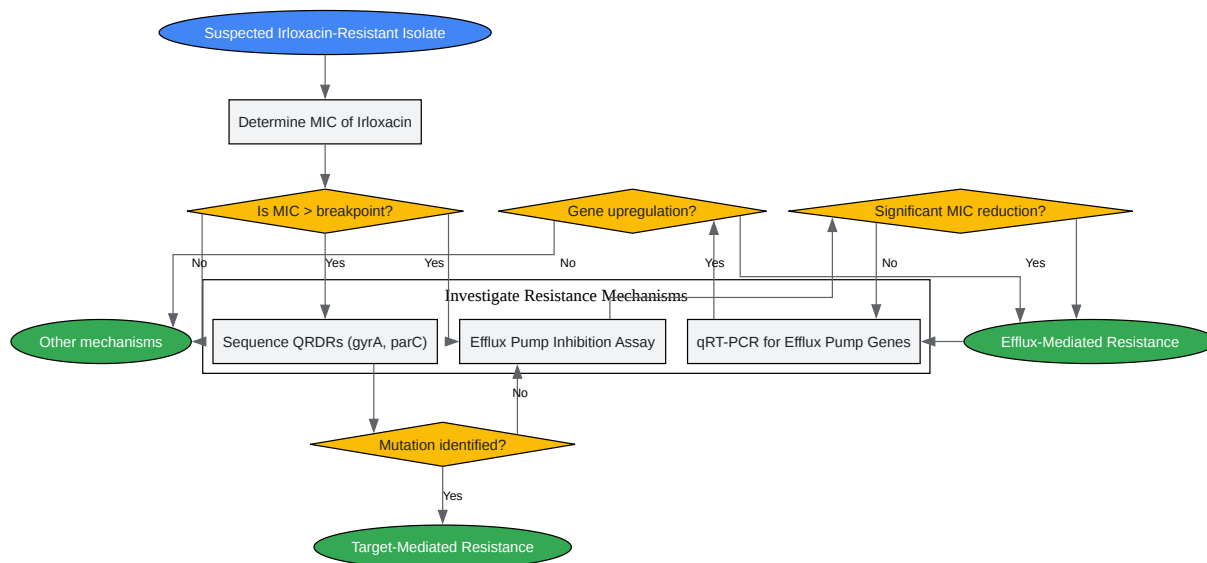 Suspected Irloxacin-Resistant Isolate
Determine MIC of Irloxacin
Is MIC > breakpoint?
Gene upregulation?
Significant MIC reduction?
No
Yes
Yes
No
Yes
No
Yes
Investigate Resistance Mechanisms
Other mechanisms
Sequence QRDRs (gyrA, parC)
Efflux Pump Inhibition Assay
qRT-PCR for Efflux Pump Genes
Efflux-Mediated Resistance
No
Mutation identified?
Yes
Target-Mediated Resistance